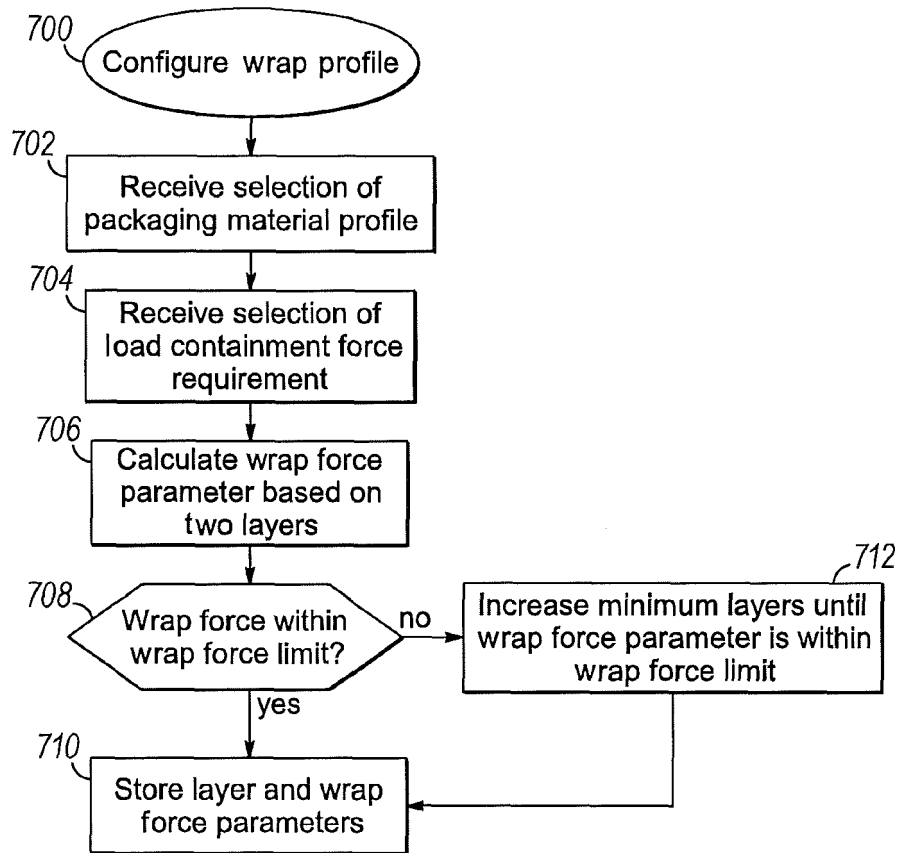 700
Configure wrap profile
702
Receive selection of
packaging material profile
704
Receive selection of
load containment force
requirement
706
Calculate wrap force
parameter based on
two layers
708
Wrap force within
wrap force limit?
no
712
Increase minimum layers until
wrap force parameter is within
wrap force limit
yes
710
Store layer and wrap
force parameters